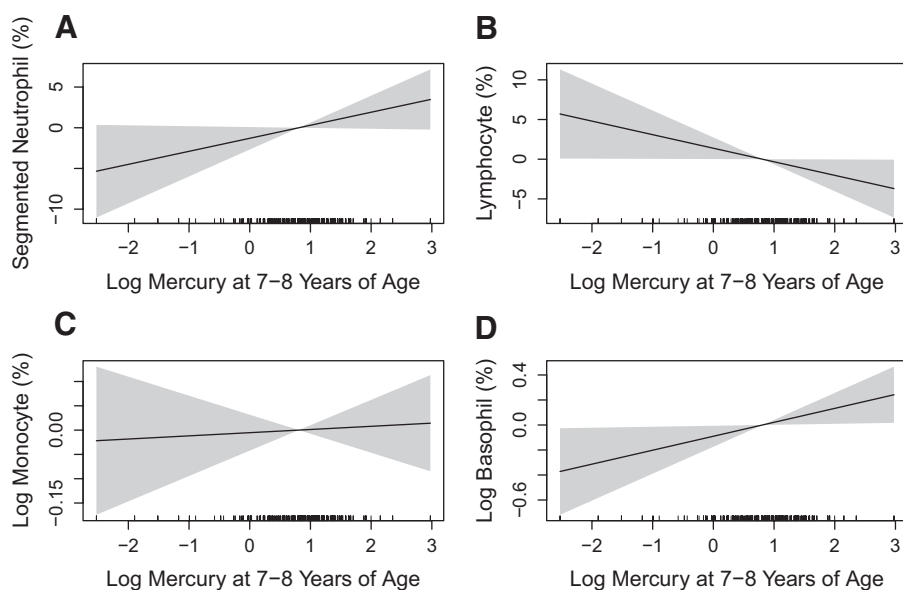 A
Segmented Neutrophil (%)
5
0
−10
−2 −1 0 1 2 3
Log Mercury at 7−8 Years of Age
B
Lymphocyte (%)
10
5
0
−5
−2 −1 0 1 2 3
Log Mercury at 7−8 Years of Age
C
Log Monocyte (%)
0.00
−0.15
−2 −1 0 1 2 3
Log Mercury at 7−8 Years of Age
D
Log Basophil (%)
0.4
0.0
−0.6
−2 −1 0 1 2 3
Log Mercury at 7−8 Years of Age